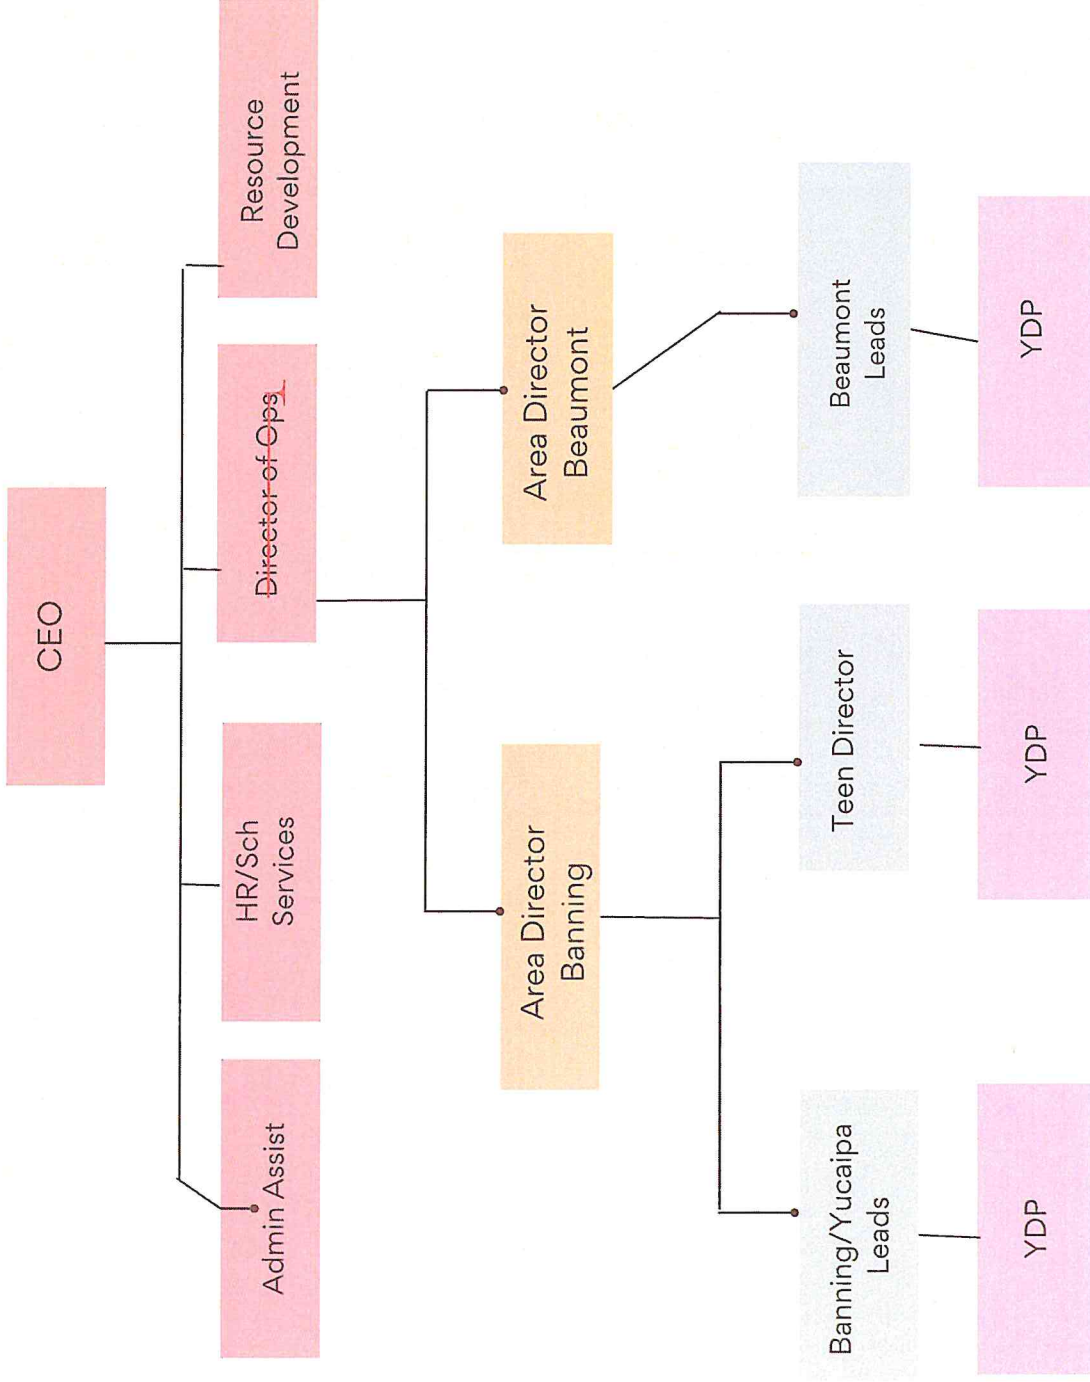 CEO
Admin Assist
HR/Sch
Services
Director of Ops
Resource
Development
Area Director
Banning
Area Director
Beaumont
Banning/Yucaipa
Leads
Teen Director
Beaumont
Leads
YDP
YDP
YDP